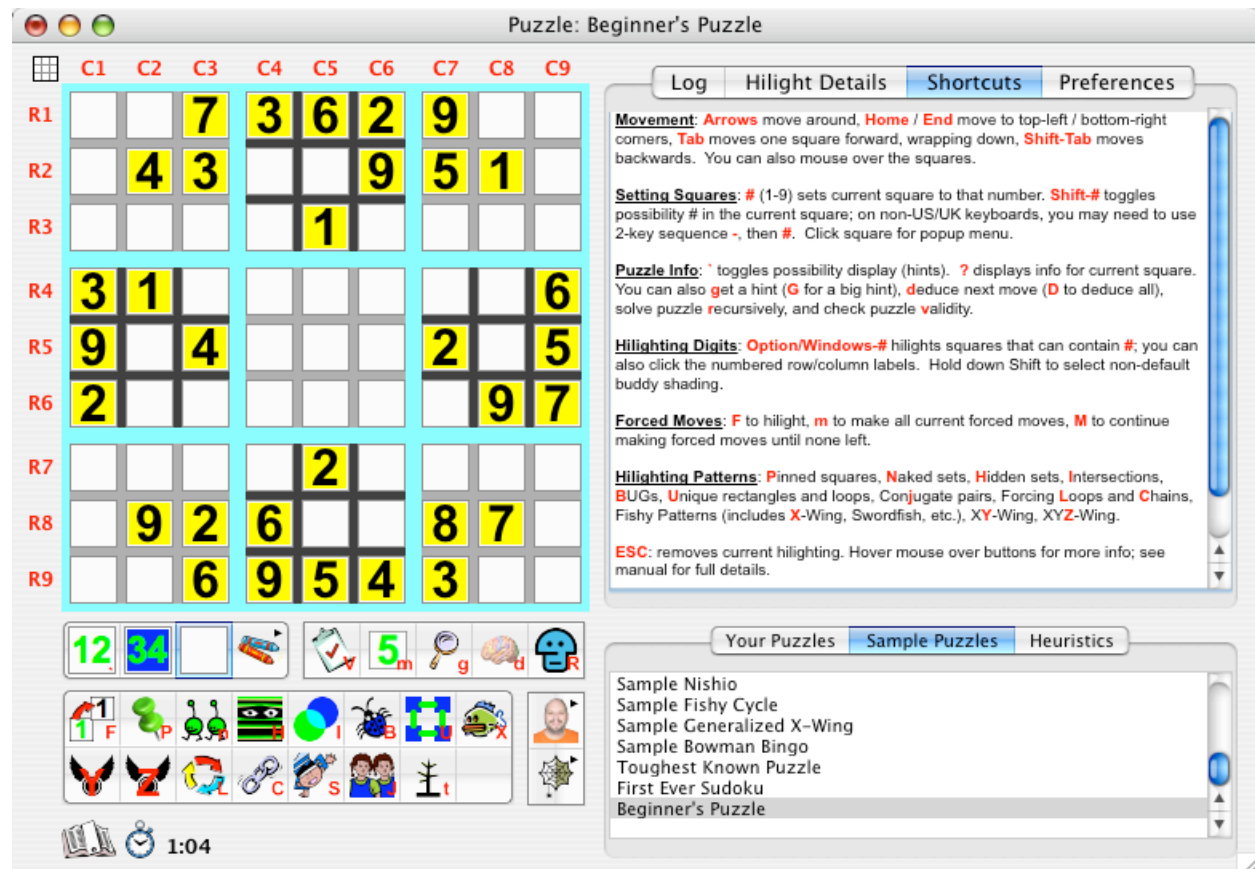 Puzzle: Beginner's Puzzle
C1 C2 C3 C4 C5 C6 C7 C8 C9
R1 7 3 6 2 9
R2 4 3 9 5 1
R3 1
R4 3 1 6
R5 9 4 2 5
R6 2 9 7
R7 2
R8 9 2 6 8 7
R9 6 9 5 4 3
12 34 V 5 m g d R
1 1 F P n H I B U X
Y Z L C S J t
1:04
Log Hilight Details Shortcuts Preferences
Movement: Arrows move around, Home / End move to top-left / bottom-right
corners, Tab moves one square forward, wrapping down, Shift-Tab moves
backwards. You can also mouse over the squares.
Setting Squares: # (1-9) sets current square to that number. Shift-# toggles
possibility # in the current square; on non-US/UK keyboards, you may need to use
2-key sequence -, then #. Click square for popup menu.
Puzzle Info: ` toggles possibility display (hints). ? displays info for current square.
You can also get a hint (G for a big hint), deduce next move (D to deduce all),
solve puzzle recursively, and check puzzle validity.
Hilighting Digits: Option/Windows-# hilights squares that can contain #; you can
also click the numbered row/column labels. Hold down Shift to select non-default
buddy shading.
Forced Moves: F to hilight, m to make all current forced moves, M to continue
making forced moves until none left.
Hilighting Patterns: Pinned squares, Naked sets, Hidden sets, Intersections,
BUGs, Unique rectangles and loops, Conjugate pairs, Forcing Loops and Chains,
Fishy Patterns (includes X-Wing, Swordfish, etc.), XY-Wing, XYZ-Wing.
ESC: removes current hilighting. Hover mouse over buttons for more info; see
manual for full details.
Your Puzzles Sample Puzzles Heuristics
Sample Nishio
Sample Fishy Cycle
Sample Generalized X-Wing
Sample Bowman Bingo
Toughest Known Puzzle
First Ever Sudoku
Beginner's Puzzle